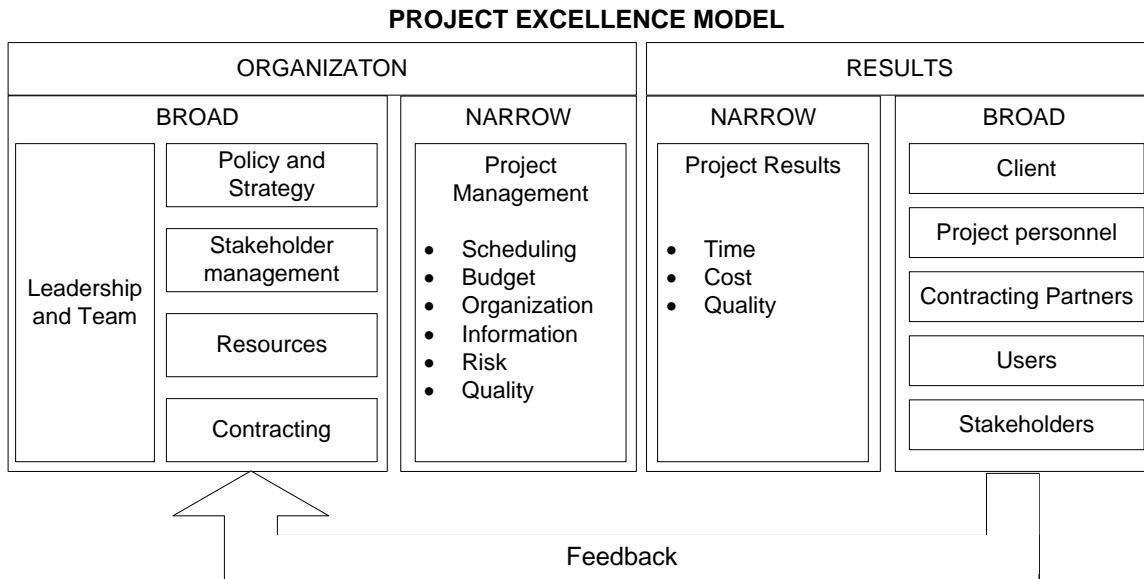 PROJECT EXCELLENCE MODEL
ORGANIZATON
RESULTS
BROAD
NARROW
NARROW
BROAD
Leadership
and Team
Policy and
Strategy
Stakeholder
management
Resources
Contracting
Project
Management
• Scheduling
• Budget
• Organization
• Information
• Risk
• Quality
Project Results
• Time
• Cost
• Quality
Client
Project personnel
Contracting Partners
Users
Stakeholders
Feedback